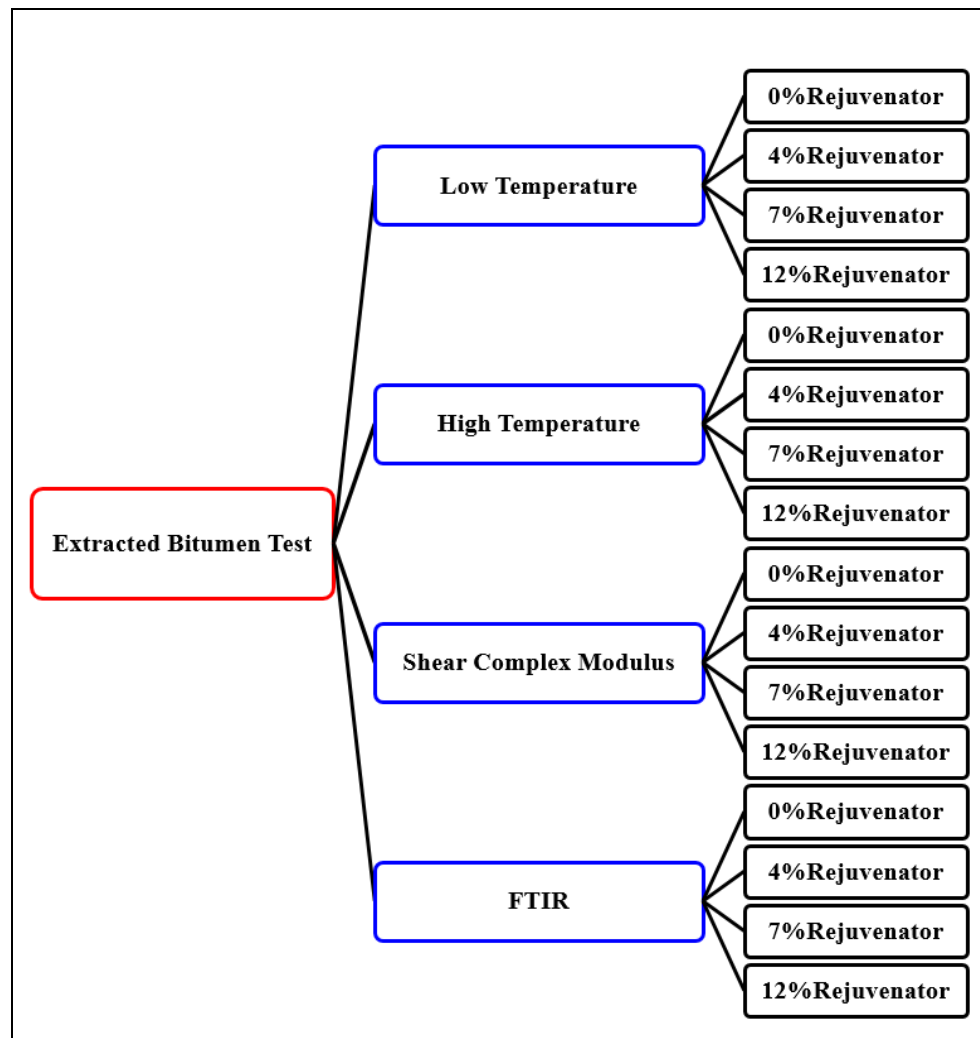 Extracted Bitumen Test
Low Temperature
0%Rejuvenator
4%Rejuvenator
7%Rejuvenator
12%Rejuvenator
High Temperature
0%Rejuvenator
4%Rejuvenator
7%Rejuvenator
12%Rejuvenator
Shear Complex Modulus
0%Rejuvenator
4%Rejuvenator
7%Rejuvenator
12%Rejuvenator
FTIR
0%Rejuvenator
4%Rejuvenator
7%Rejuvenator
12%Rejuvenator